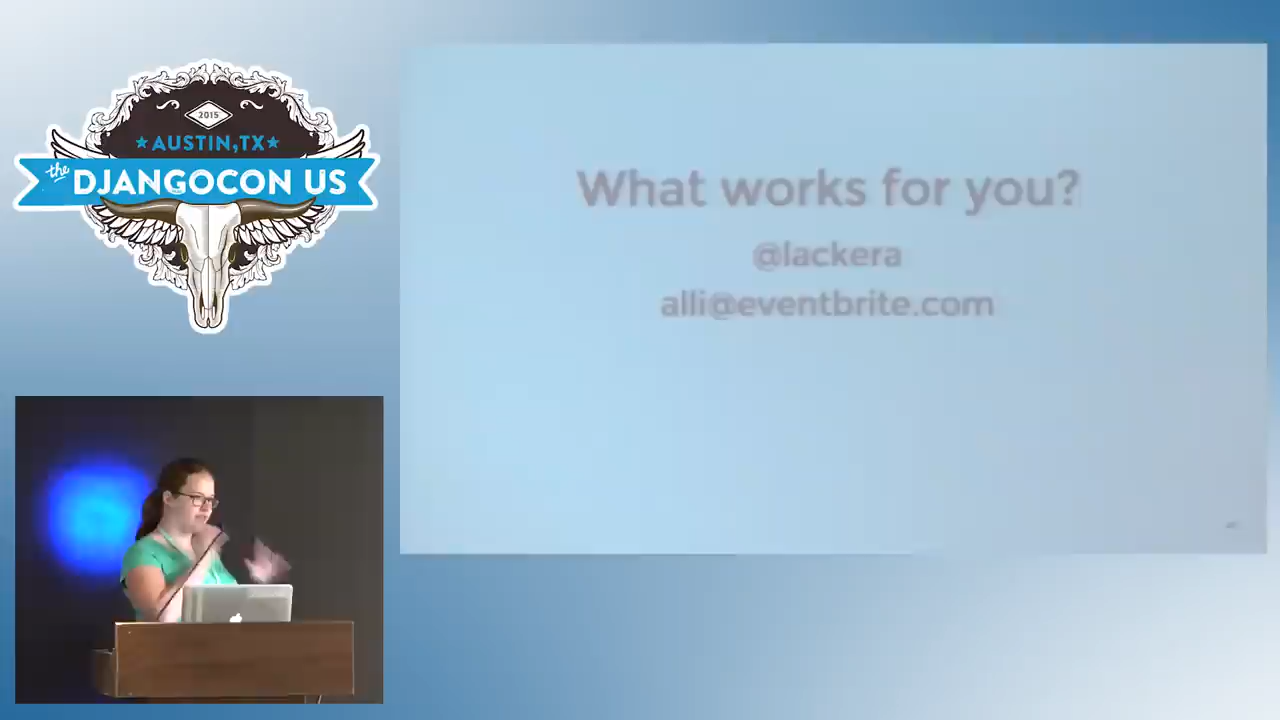 2015
AUSTIN, TX
the
DJANGOCON US
What works for you?
@lackera
alli@eventbrite.com